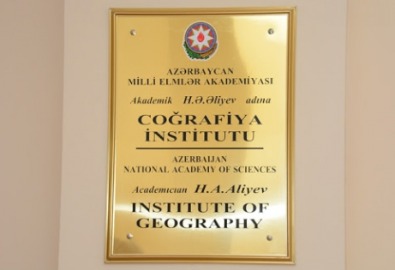 AZƏRBAYCAN
MİLLİ ELMLƏR AKADEMİYASI
Akademik H.Ə.Əliyev adına
COĞRAFİYA
İNSTİTUTU
AZERBAIJAN
NATIONAL ACADEMY OF SCIENCES
Academician H.A.Aliyev
INSTITUTE OF
GEOGRAPHY